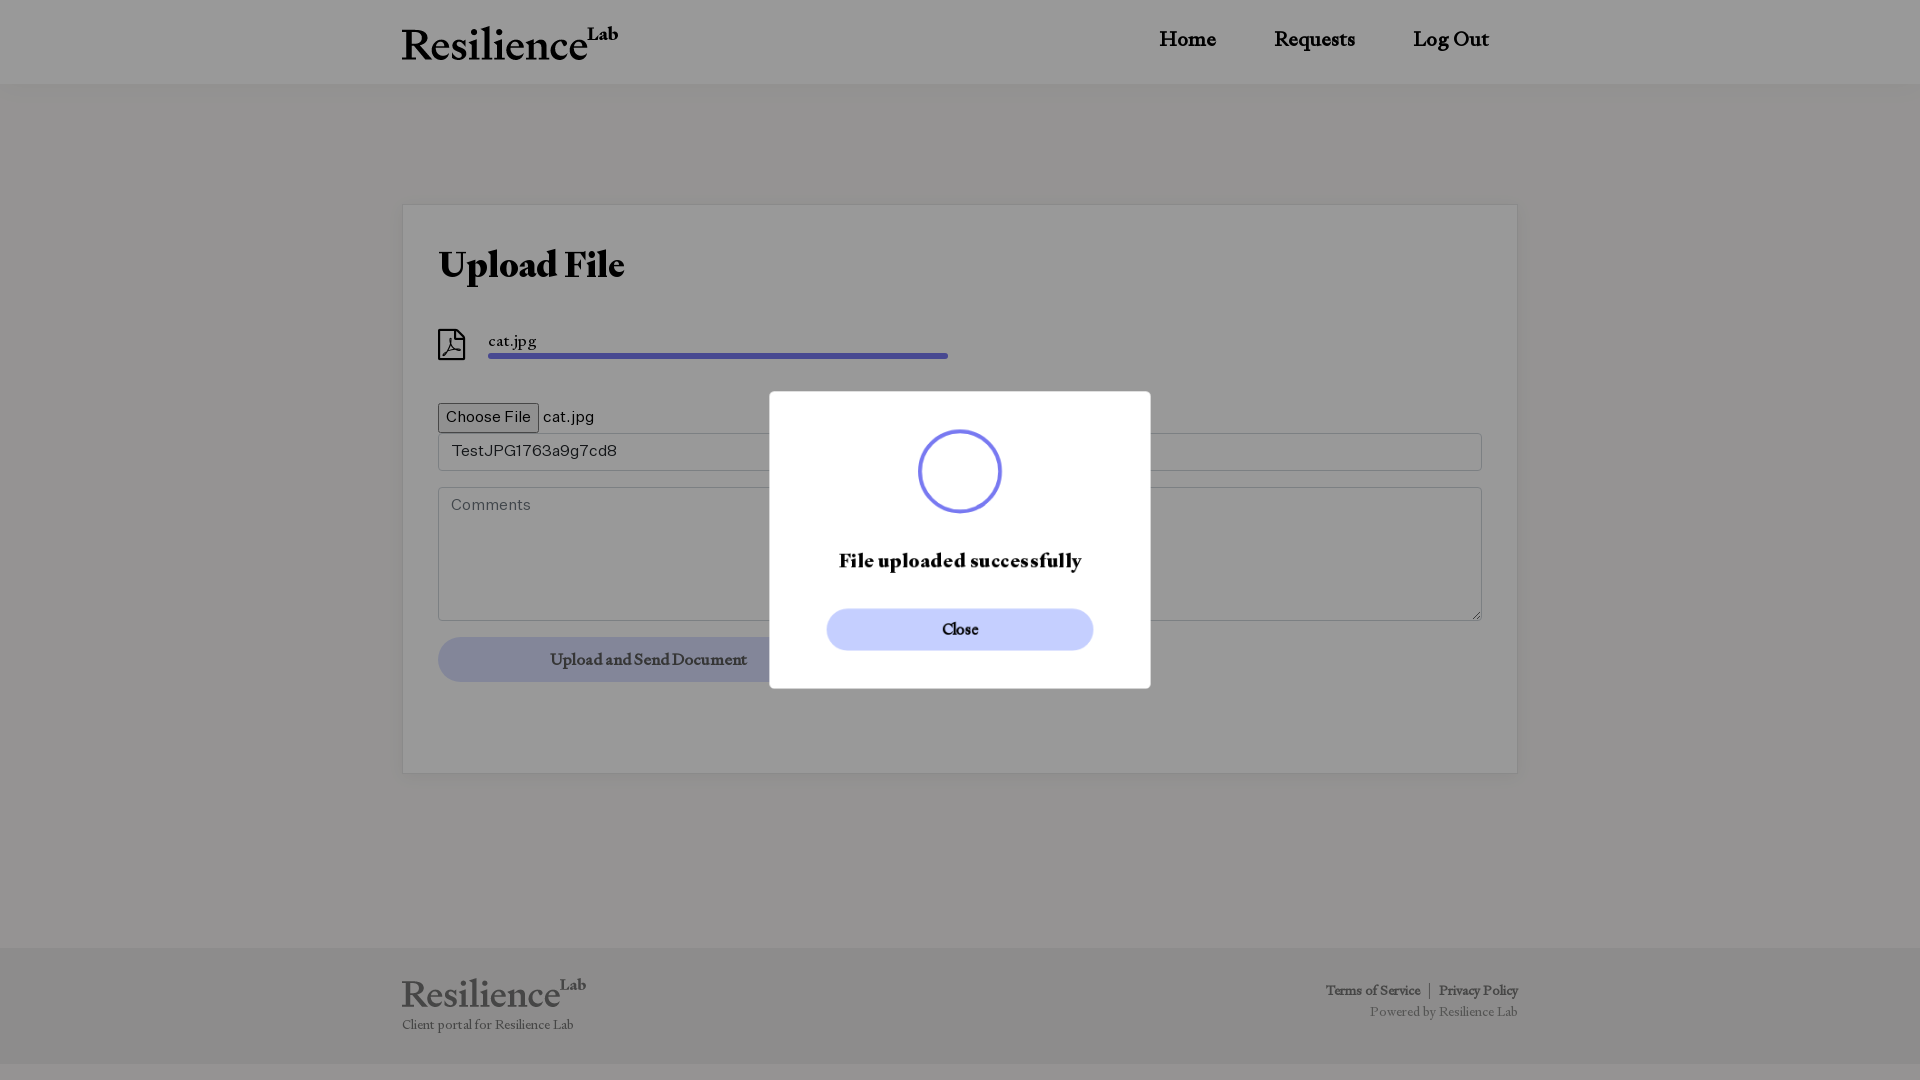 Resilience Lab
Home Requests Log Out
Upload File
cat.jpg
Choose File cat.jpg
TestJPG1763a9g7cd8
Comments
Upload and Send Document
File uploaded successfully
Close
Resilience Lab
Client portal for Resilience Lab
Terms of Service | Privacy Policy
Powered by Resilience Lab